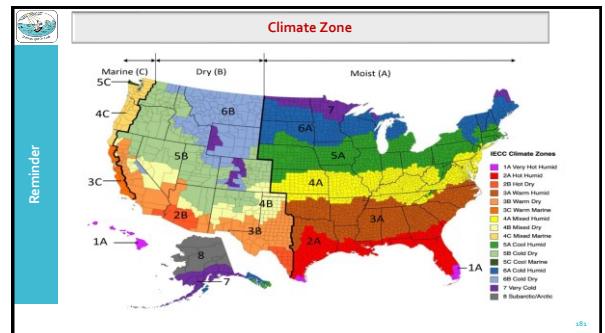 Climate Zone
Reminder
Marine (C)
Dry (B)
Moist (A)
5C
4C
3C
6B
5B
4B
2B
3B
7
6A
5A
4A
3A
2A
1A
1A
8
7
IECC Climate Zones
1A Very Hot Humid
2A Hot Humid
2B Hot Dry
3A Warm Humid
3B Warm Dry
3C Warm Marine
4A Mixed Humid
4B Mixed Dry
4C Mixed Marine
5A Cool Humid
5B Cold Dry
5C Cool Marine
6A Cold Humid
6B Cold Dry
7 Very Cold
8 Subarctic/Arctic
181